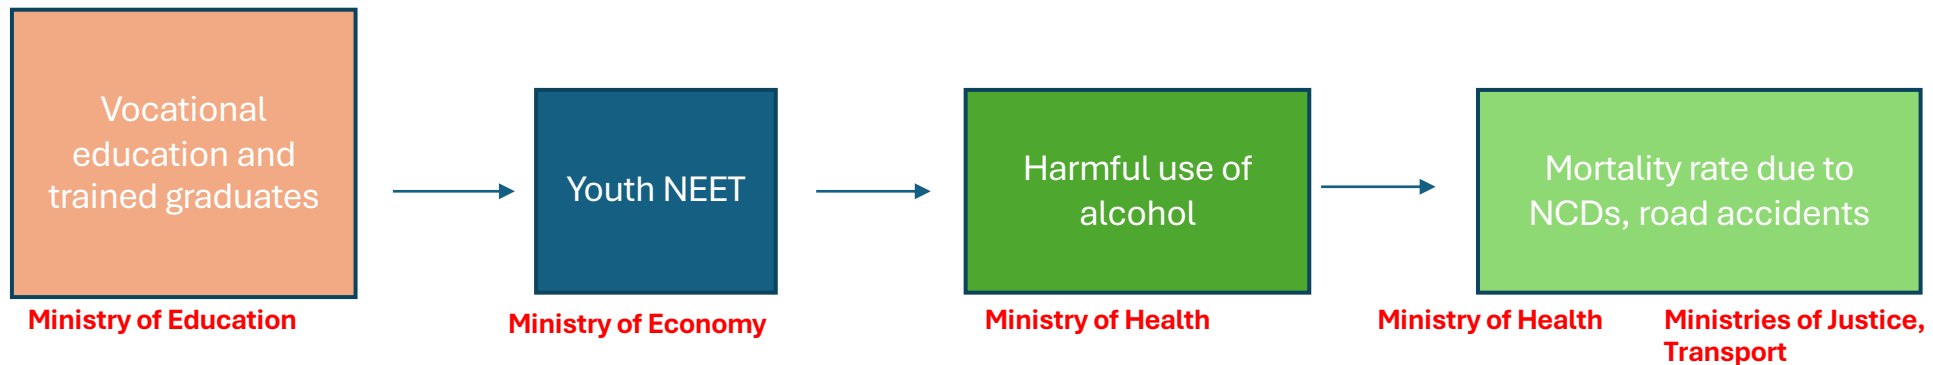 Vocational
education and
trained graduates
Youth NEET
Harmful use of
alcohol
Mortality rate due to
NCDs, road accidents
Ministry of Education
Ministry of Economy
Ministry of Health
Ministry of Health
Ministries of Justice,
Transport